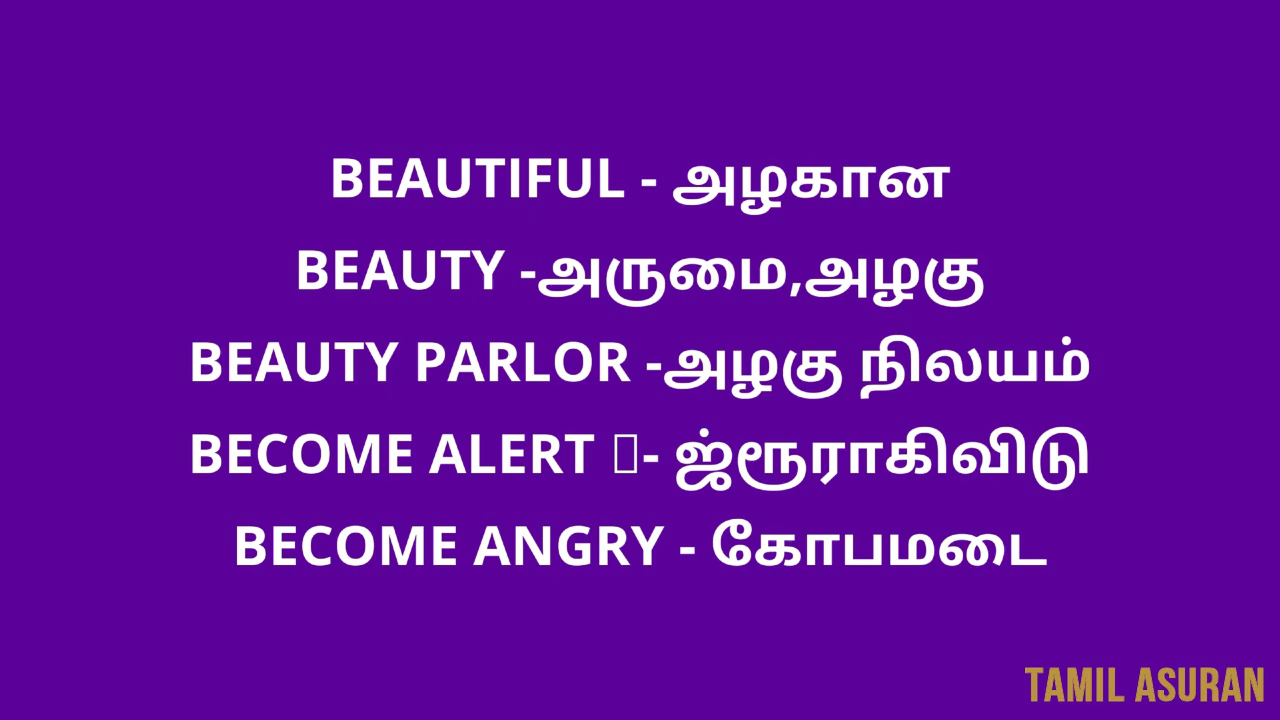 BEAUTIFUL - அழகான
BEAUTY -அருமை,அழகு
BEAUTY PARLOR -அழகு நிலயம்
BECOME ALERT - ஜ்ரூராகிவிடு
BECOME ANGRY - கோபமடை
TAMIL ASURAN